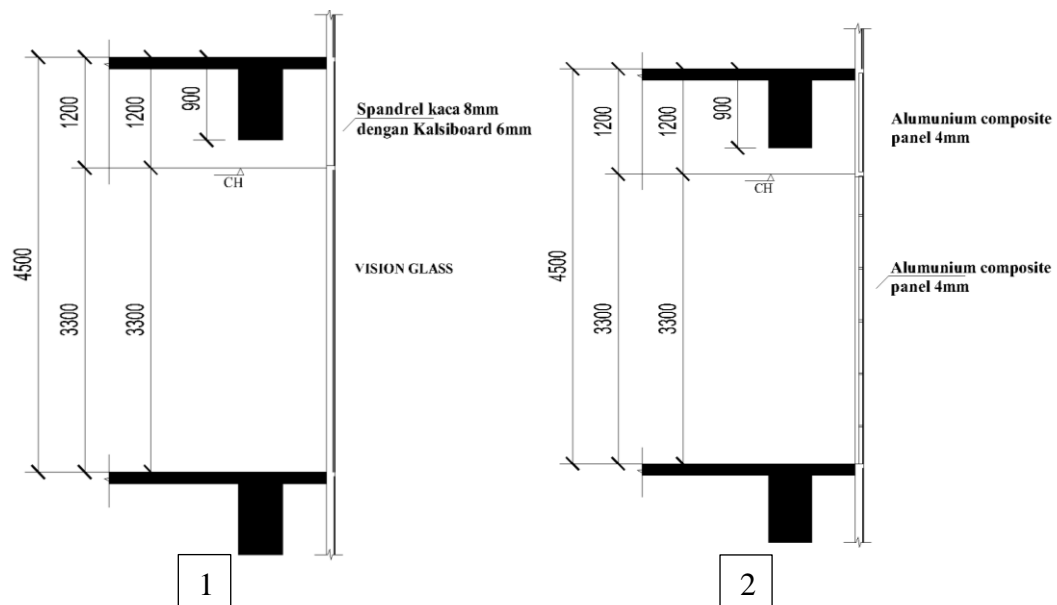 1200
1200
900
Spandrel kaca 8mm
dengan Kalsiboard 6mm
CH
4500
3300
3300
VISION GLASS
1
1200
1200
900
Alumunium composite
panel 4mm
CH
4500
3300
3300
Alumunium composite
panel 4mm
2